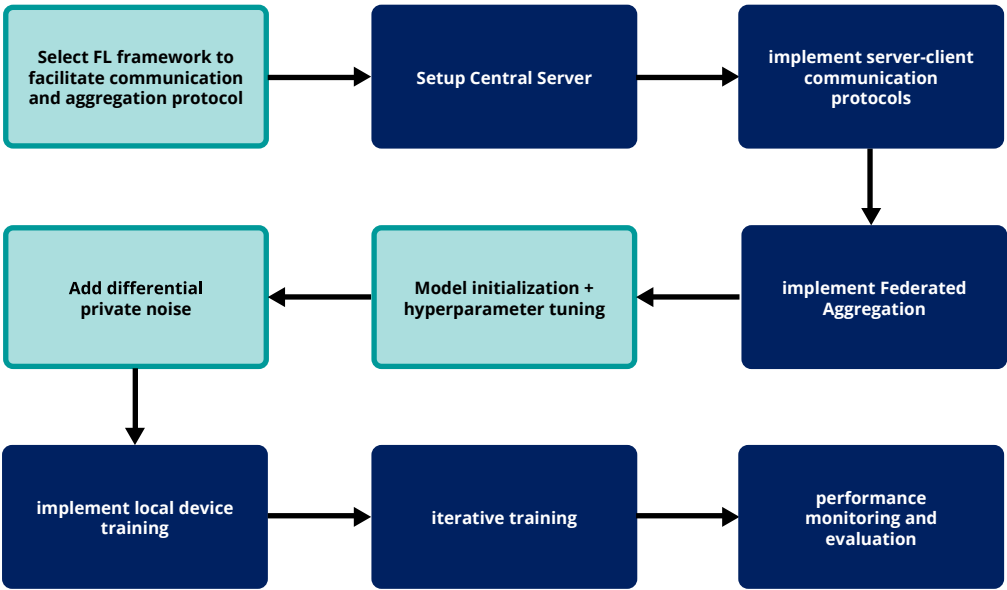 Select FL framework to
facilitate communication
and aggregation protocol
Setup Central Server
implement server-client
communication
protocols
implement Federated
Aggregation
Model initialization +
hyperparameter tuning
Add differential
private noise
implement local device
training
iterative training
performance
monitoring and
evaluation